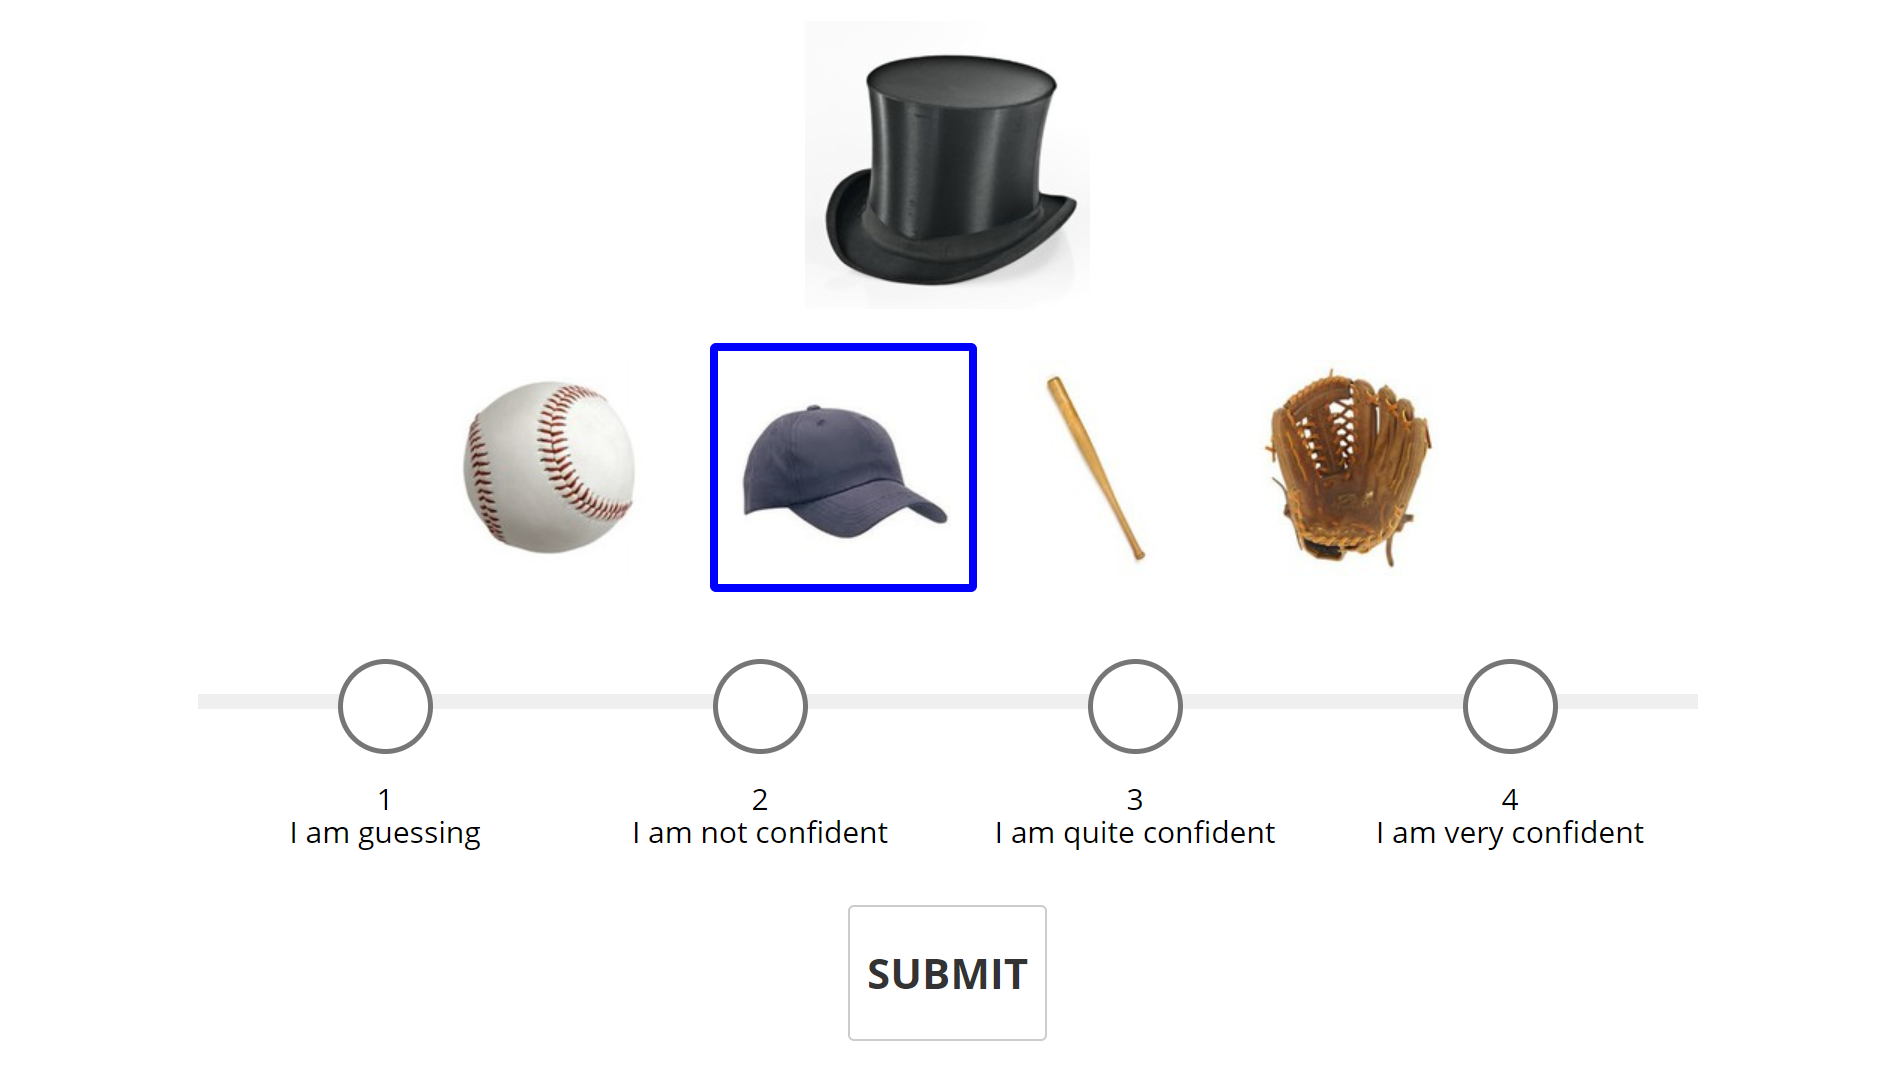 1
I am guessing
2
I am not confident
3
I am quite confident
4
I am very confident
SUBMIT